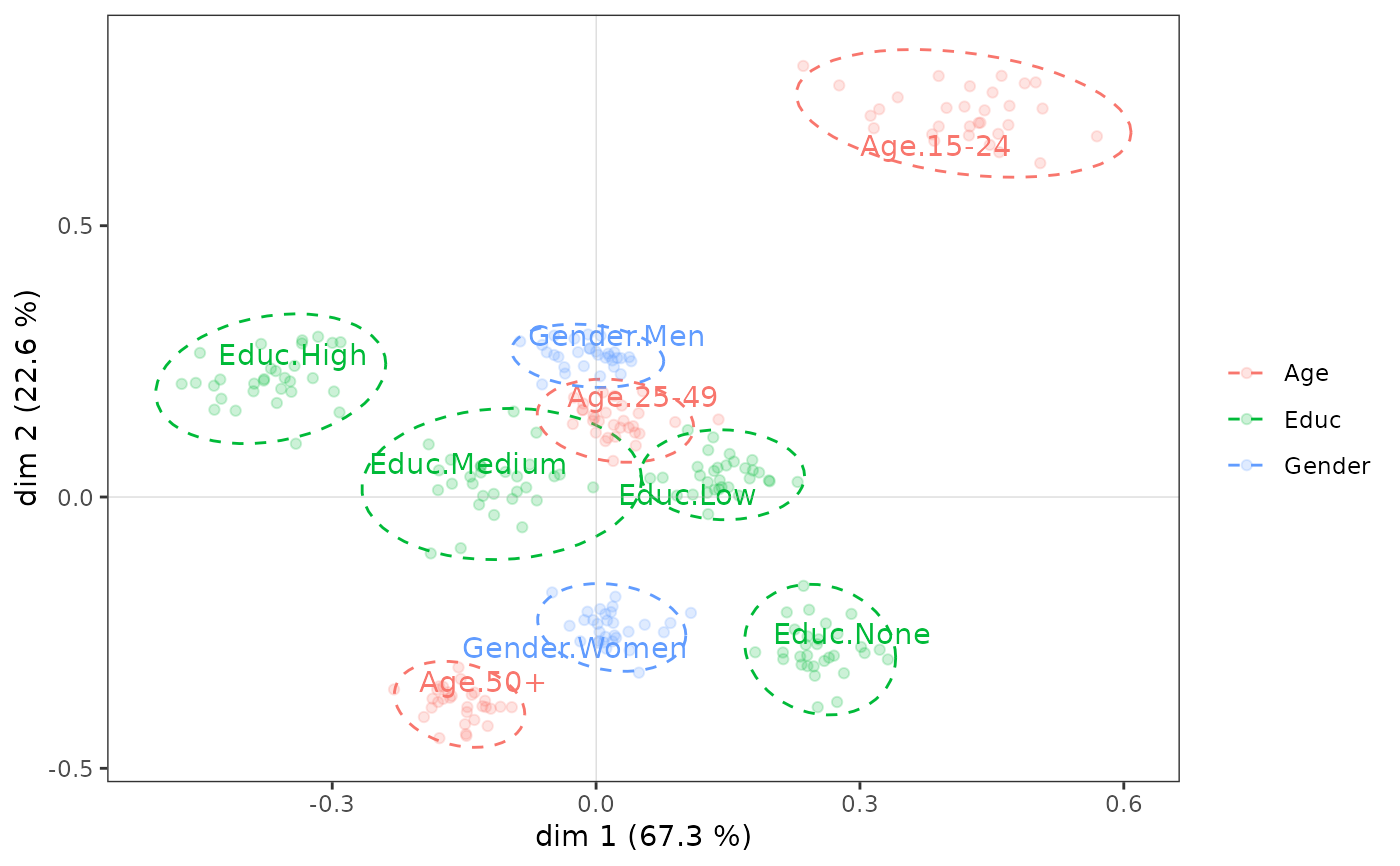 Age.15-24
0.5
Gender.Men
Educ.High
Age.25-49
Age
Educ
Gender
Educ.Medium
Educ.Low
0.0
Educ.None
Gender.Women
Age.50+
-0.5
-0.3
0.0
0.3
0.6
dim 1 (67.3 %)
dim 2 (22.6 %)